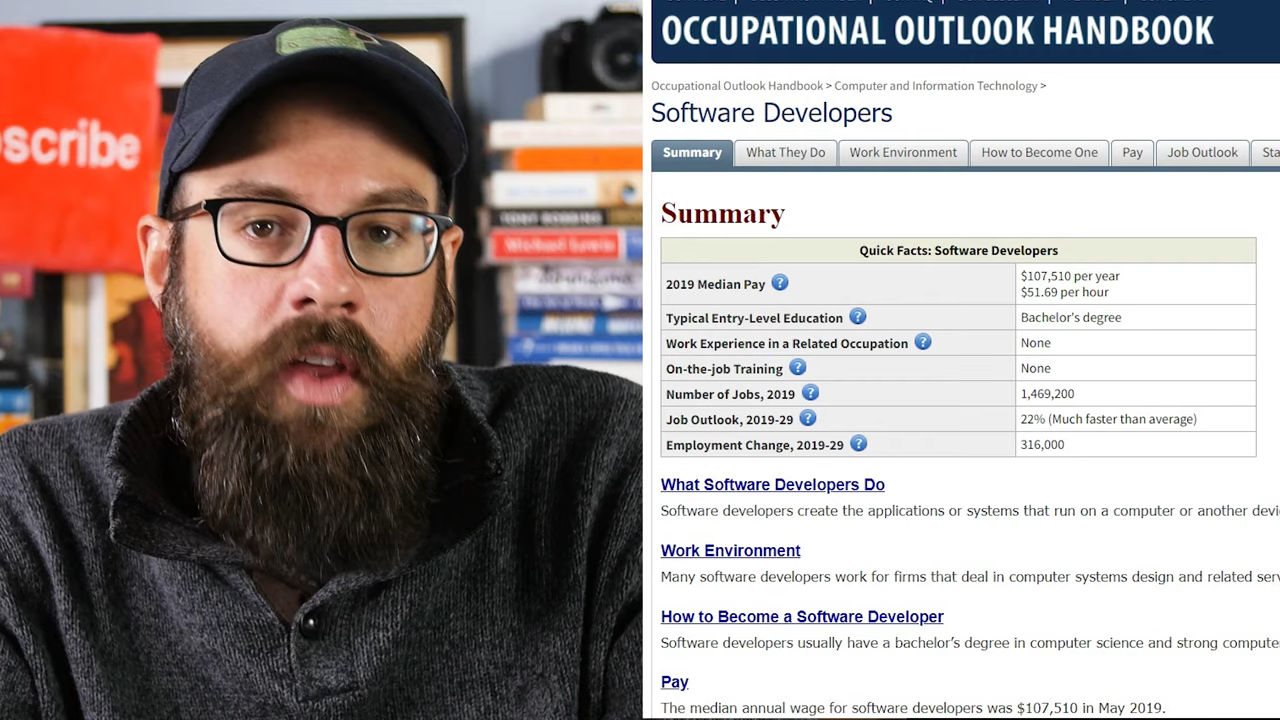 scribe
TONY ROBBINS
Michael Lewis
OCCUPATIONAL OUTLOOK HANDBOOK
Occupational Outlook Handbook > Computer and Information Technology >
Software Developers
Summary What They Do Work Environment How to Become One Pay Job Outlook Sta
Summary
Quick Facts: Software Developers
2019 Median Pay ? $107,510 per year
$51.69 per hour
Typical Entry-Level Education ? Bachelor's degree
Work Experience in a Related Occupation ? None
On-the-job Training ? None
Number of Jobs, 2019 ? 1,469,200
Job Outlook, 2019-29 ? 22% (Much faster than average)
Employment Change, 2019-29 ? 316,000
What Software Developers Do
Software developers create the applications or systems that run on a computer or another devi
Work Environment
Many software developers work for firms that deal in computer systems design and related serv
How to Become a Software Developer
Software developers usually have a bachelor's degree in computer science and strong compute
Pay
The median annual wage for software developers was $107,510 in May 2019.